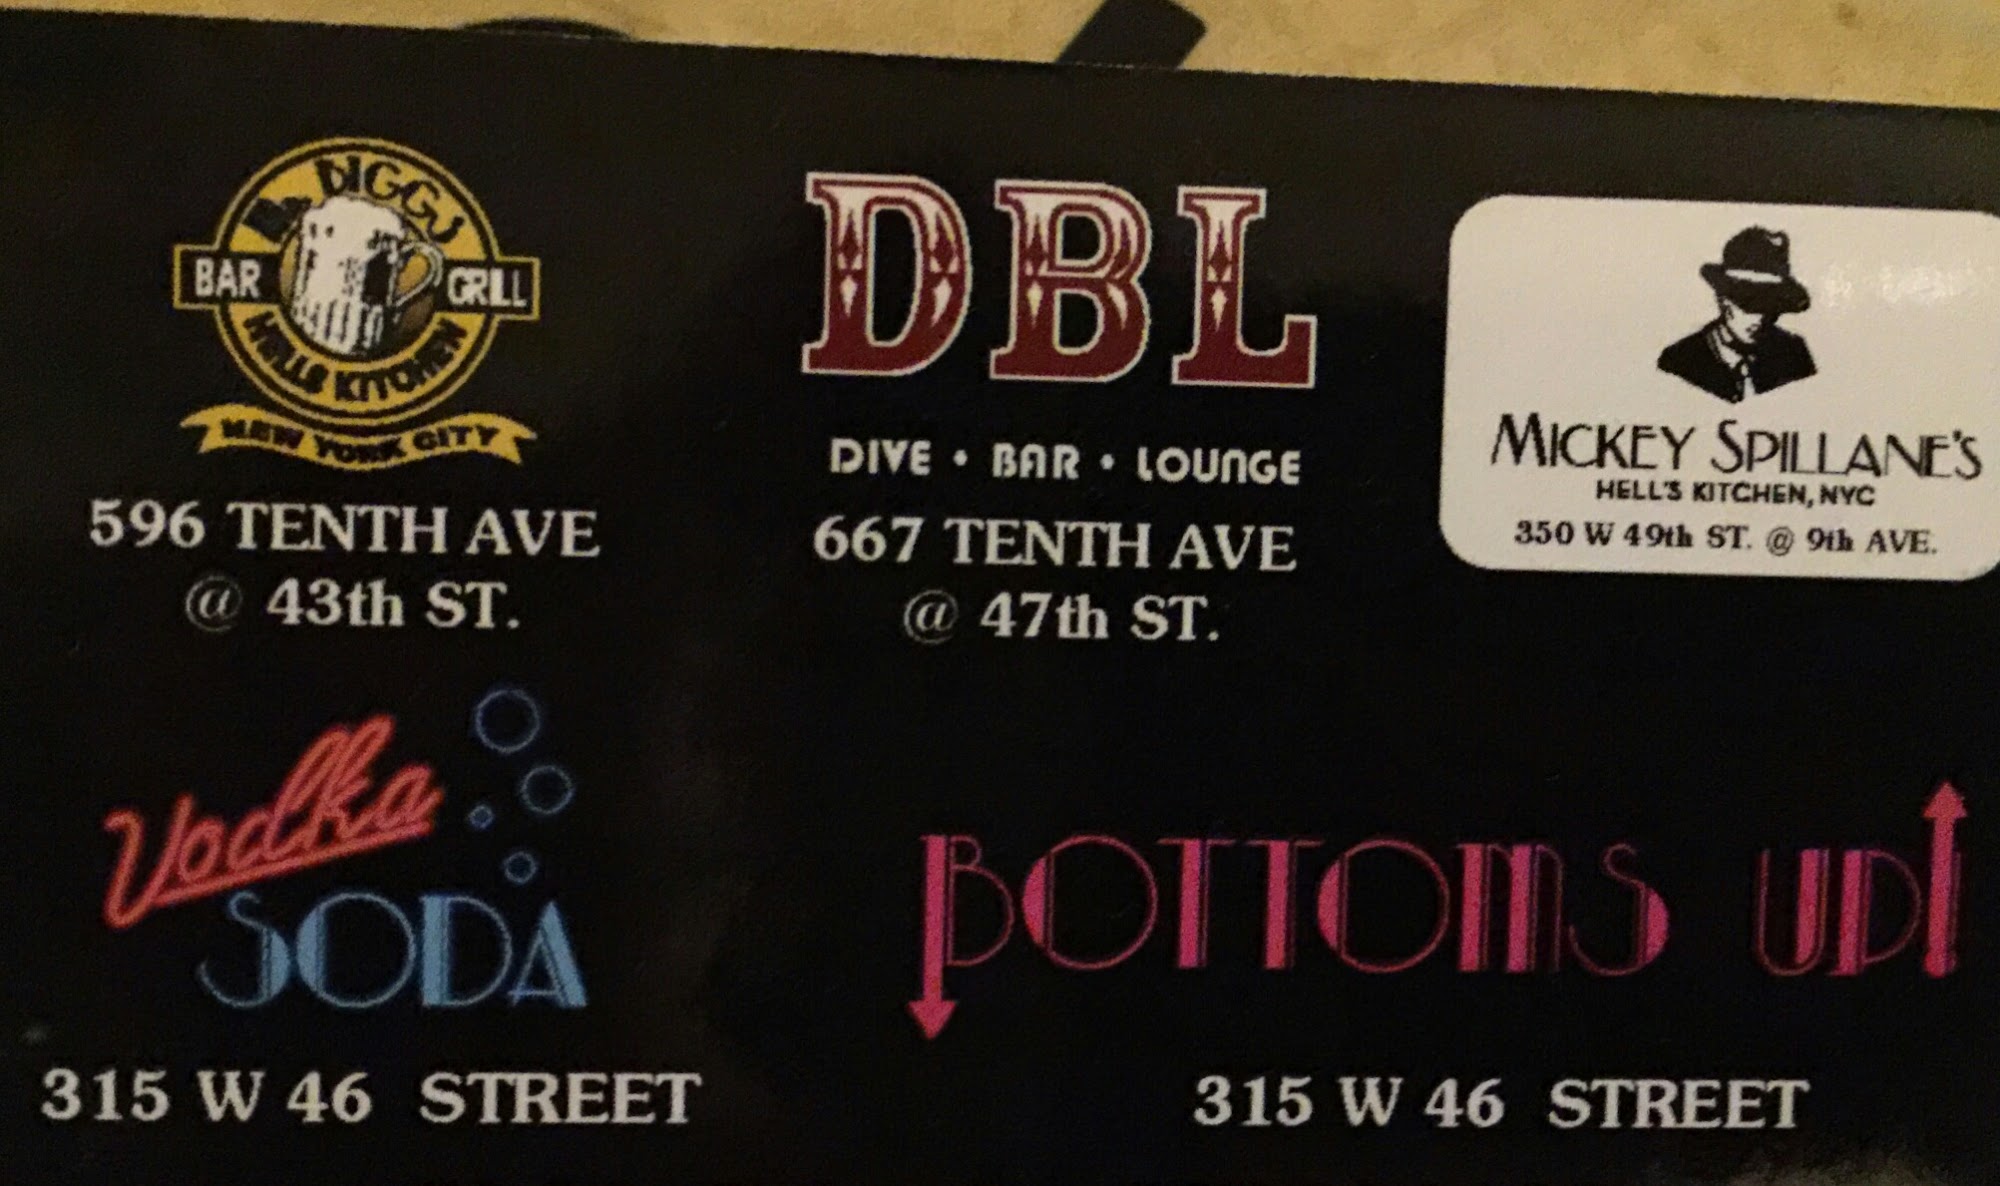 Mr. BIGGS
BAR GRILL
HELLS KITCHEN
NEW YORK CITY
596 TENTH AVE
@ 43th ST.
DBL
DIVE • BAR • LOUNGE
667 TENTH AVE
@ 47th ST.
MICKEY SPILLANE'S
HELL'S KITCHEN, NYC
350 W 49th ST. @ 9th AVE.
Vodka
SODA
315 W 46 STREET
BOTTOMS UP!
315 W 46 STREET